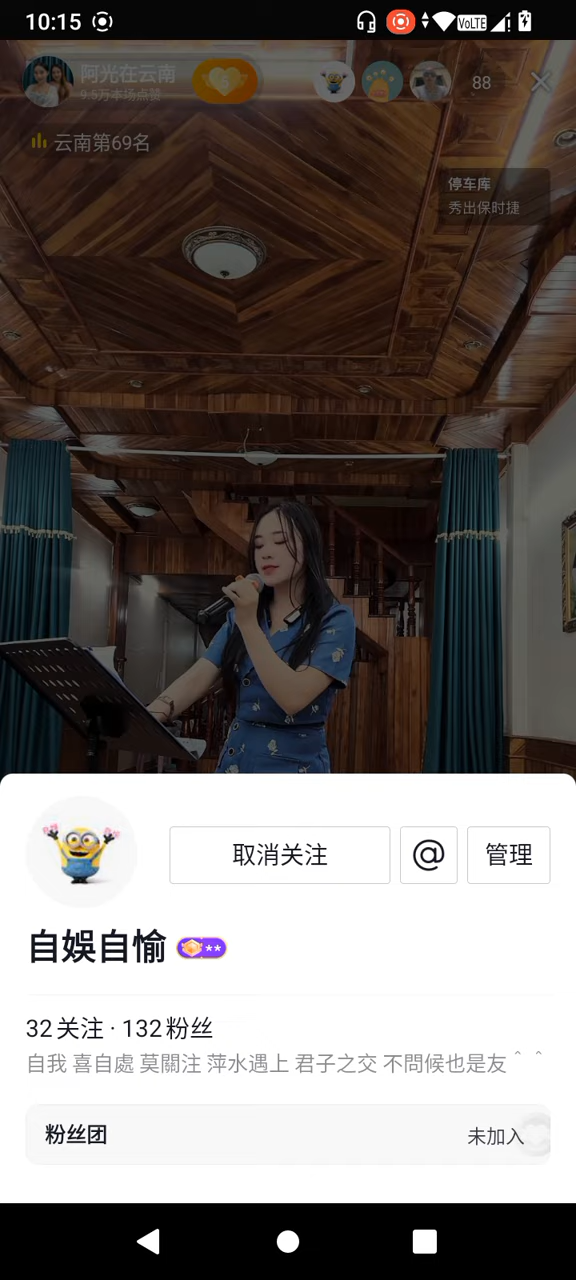 10:15
VoLTE
阿光在云南
9.5万本场点赞
88
云南第69名
停车库
秀出保时捷
取消关注
@
管理
自娛自愉
**
32关注 · 132粉丝
自我 喜自處 莫關注 萍水遇上 君子之交 不問候也是友^ ^
粉丝团
未加入